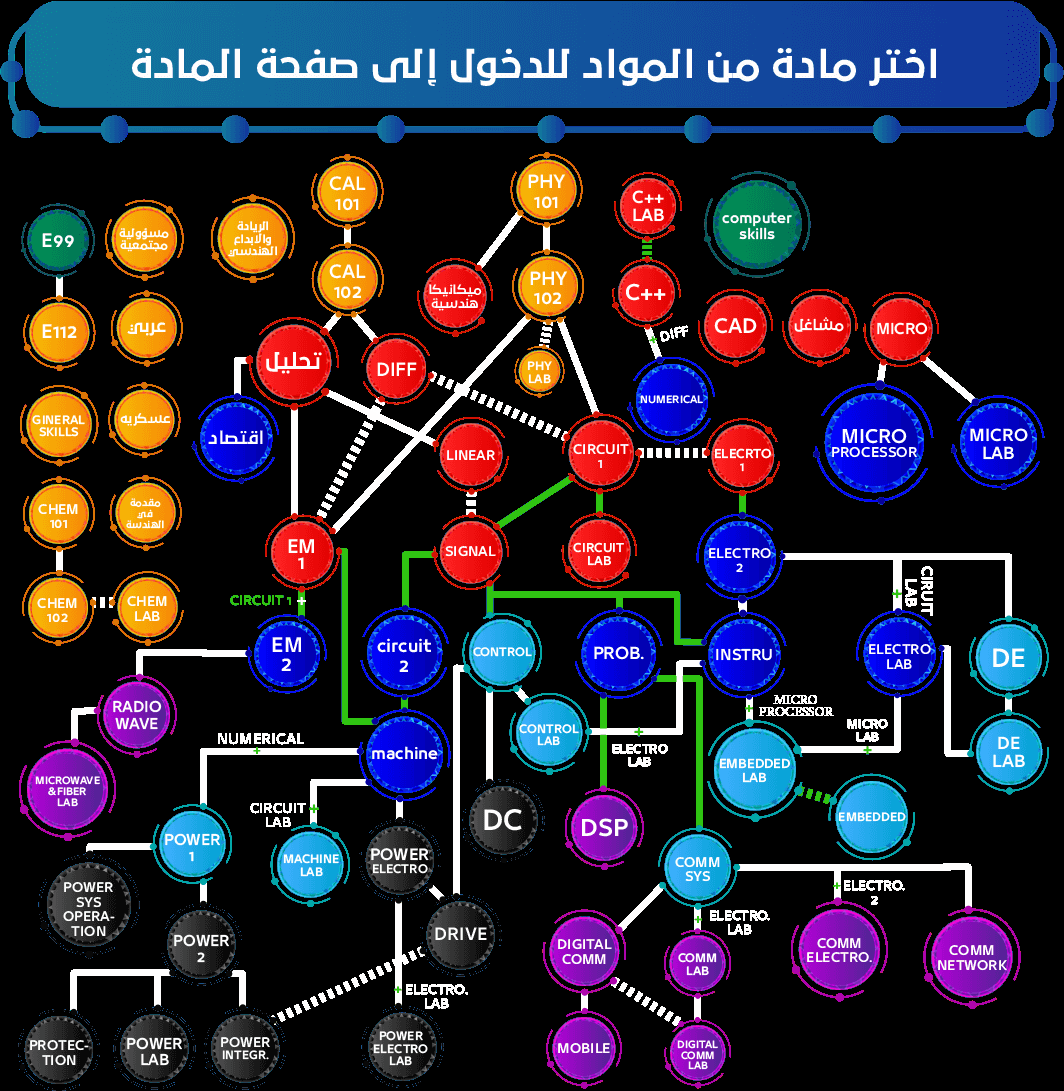 اختر مادة من المواد للدخول إلى صفحة المادة
CAL
101
PHY
101
C++
LAB
computer
skills
E99
مسؤولية
مجتمعية
الريادة
والابداع
الهندسي
CAL
102
ميكانيكا
هندسية
PHY
102
C++
DIFF
E112
عربي
تحليل
DIFF
PHY
LAB
CAD
مشاغل
MICRO
NUMERICAL
GINERAL
SKILLS
عسكريه
اقتصاد
LINEAR
CIRCUIT
1
ELECRTO
1
MICRO
PROCESSOR
MICRO
LAB
CHEM
101
مقدمة
في
الهندسة
EM
1
SIGNAL
CIRCUIT
LAB
ELECTRO
2
CIRUIT
LAB
CHEM
102
CHEM
LAB
CIRCUIT 1 +
EM
2
circuit
2
CONTROL
PROB.
INSTRU
ELECTRO
LAB
DE
RADIO
WAVE
MICRO
PROCESSOR
+
CONTROL
LAB
+
ELECTRO
LAB
MICRO
LAB
+
DE
LAB
NUMERICAL
+
machine
EMBEDDED
LAB
EMBEDDED
MICROWAVE
&FIBER
LAB
CIRCUIT
LAB
+
POWER
1
MACHINE
LAB
POWER
ELECTRO
DC
DSP
COMM
SYS
+ ELECTRO.
2
POWER
SYS
OPERA-
TION
POWER
2
DRIVE
+ ELECTRO.
LAB
DIGITAL
COMM
COMM
LAB
COMM
ELECTRO.
COMM
NETWORK
+ ELECTRO.
LAB
PROTEC-
TION
POWER
LAB
POWER
INTEGR.
POWER
ELECTRO
LAB
MOBILE
DIGITAL
COMM
LAB